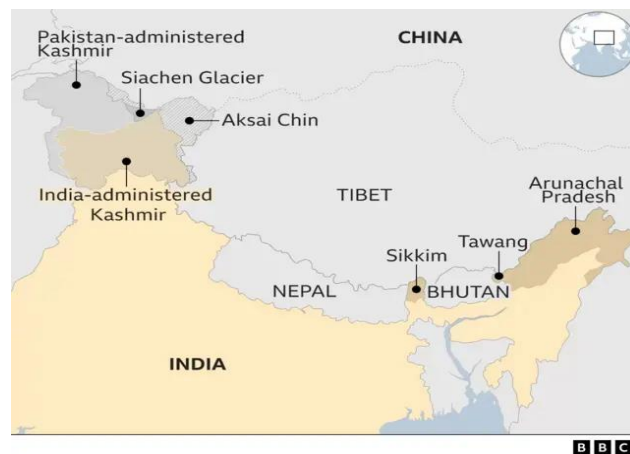 Pakistan-administered
Kashmir
CHINA
Siachen Glacier
Aksai Chin
India-administered
Kashmir
TIBET
Arunachal
Pradesh
Tawang
Sikkim
NEPAL
BHUTAN
INDIA
BBC